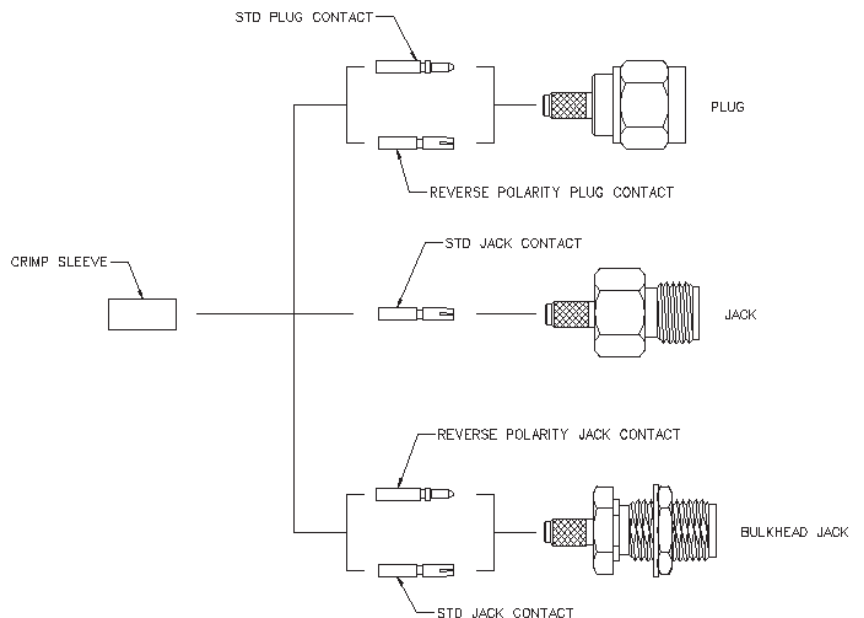 STD PLUG CONTACT
PLUG
REVERSE POLARITY PLUG CONTACT
STD JACK CONTACT
CRIMP SLEEVE
JACK
REVERSE POLARITY JACK CONTACT
BULKHEAD JACK
STD JACK CONTACT